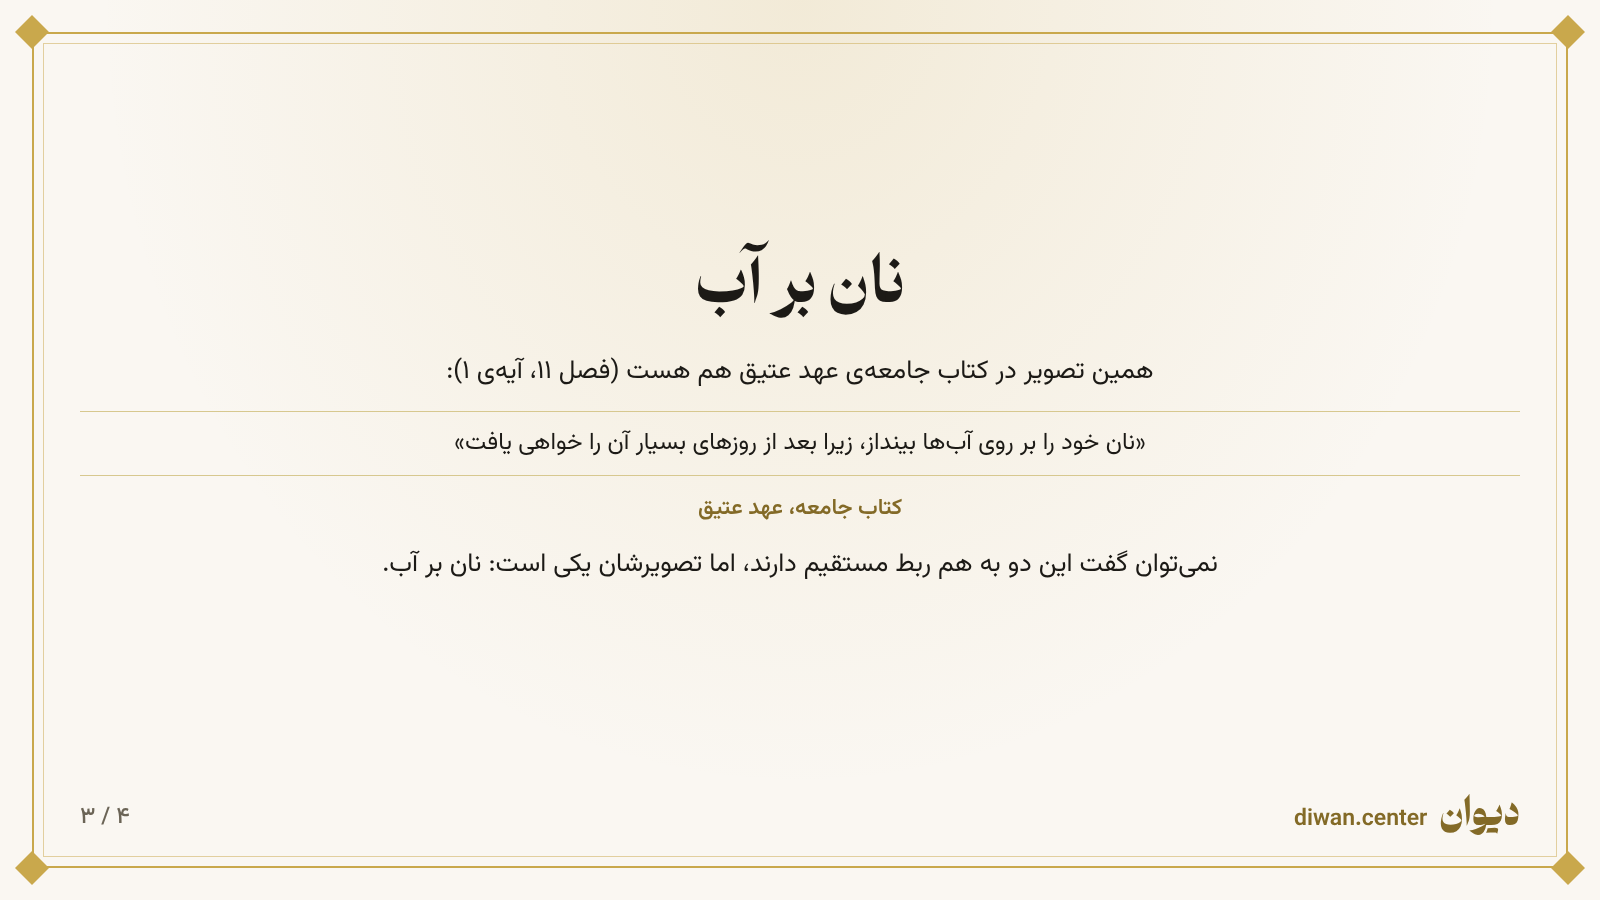 نان بر آب
همین تصویر در کتاب جامعه‌ی عهد عتیق هم هست (فصل ۱۱، آیه‌ی ۱):
«نان خود را بر روی آب‌ها بینداز، زیرا بعد از روزهای بسیار آن را خواهی یافت»
کتاب جامعه، عهد عتیق
نمی‌توان گفت این دو به هم ربط مستقیم دارند، اما تصویرشان یکی است: نان بر آب.
دیوان diwan.center
۳ / ۴